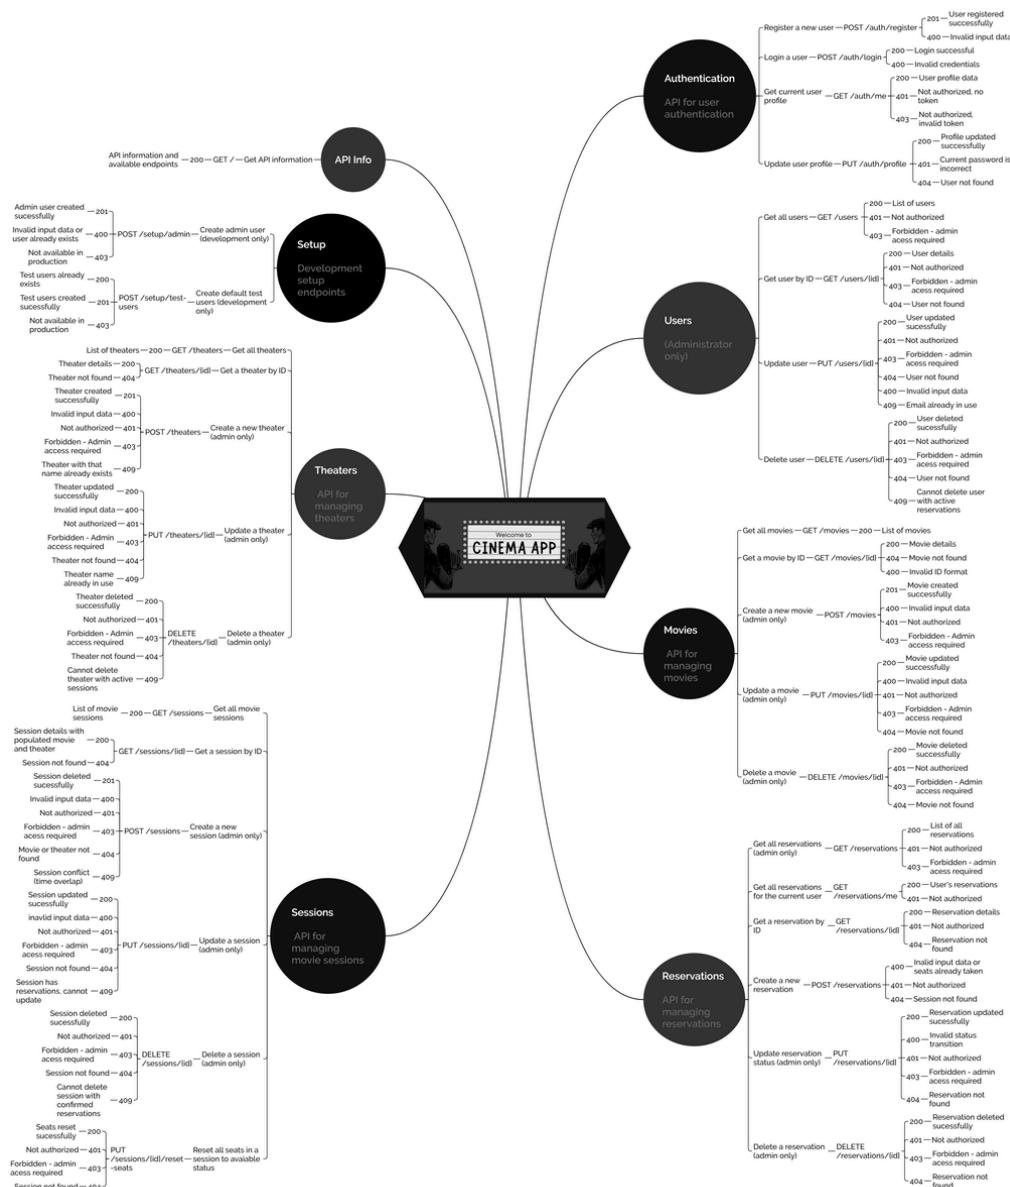 Welcome to
CINEMA APP
Authentication
API for user
authentication
Register a new user
POST /auth/register
201
User registered
successfully
400
Invalid input data
Login a user
POST /auth/login
200
Login successful
400
Invalid credentials
Get current user
profile
GET /auth/me
200
User profile data
401
Not authorized, no
token
403
Not authorized,
invalid token
Update user profile
PUT /auth/profile
200
Profile updated
successfully
401
Current password is
incorrect
404
User not found
Users
(Administrator
only)
Get all users
GET /users
200
List of users
401
Not authorized
403
Forbidden - admin
acess required
Get user by ID
GET /users/{id}
200
User details
401
Not authorized
403
Forbidden - admin
acess required
404
User not found
Update user
PUT /users/{id}
200
User updated
sucessfully
401
Not authorized
403
Forbidden - admin
acess required
404
User not found
400
Invalid input data
409
Email already in use
Delete user
DELETE /users/{id}
200
User deleted
sucessfully
401
Not authorized
403
Forbidden - admin
acess required
404
User not found
409
Cannot delete user
with active
reservations
Movies
API for
managing
movies
Get all movies
GET /movies
200
List of movies
Get a movie by ID
GET /movies/{id}
200
Movie details
404
Movie not found
400
Invalid ID format
Create a new movie
(admin only)
POST /movies
201
Movie created
successfully
400
Invalid input data
401
Not authorized
403
Forbidden - Admin
access required
Update a movie
(admin only)
PUT /movies/{id}
200
Movie updated
successfully
400
Invalid input data
401
Not authorized
403
Forbidden - Admin
access required
404
Movie not found
Delete a movie
(admin only)
DELETE /movies/{id}
200
Movie deleted
successfully
401
Not authorized
403
Forbidden - Admin
access required
404
Movie not found
Reservations
API for
managing
reservations
Get all reservations
(admin only)
GET /reservations
200
List of all
reservations
401
Not authorized
403
Forbidden - admin
acess required
Get all reservations
for the current user
GET
/reservations/me
200
User's reservations
401
Not authorized
Get a reservation by
ID
GET
/reservations/{id}
200
Reservation details
401
Not authorized
404
Reservation not
found
Create a new
reservation
POST /reservations
400
Inalid input data or
seats already taken
401
Not authorized
404
Session not found
Update reservation
status (admin only)
PUT
/reservations/{id}
200
Reservation updated
sucessfully
400
Invalid status
transition
401
Not authorized
403
Forbidden - admin
acess required
404
Reservation not
found
Delete a reservation
(admin only)
DELETE
/reservations/{id}
200
Reservation deleted
sucessfully
401
Not authorized
403
Forbidden - admin
acess required
404
Reservation not
found
API Info
Get API information
GET /
200
API information and
available endpoints
Setup
Development
setup
endpoints
Create admin user
(development only)
POST /setup/admin
201
Admin user created
sucessfully
400
Invalid input data or
user already exists
403
Not available in
production
Create default test
users (development
only)
POST /setup/test-
users
200
Test users already
exists
201
Test users created
sucessfully
403
Not available in
production
Theaters
API for
managing
theaters
Get all theaters
GET /theaters
200
List of theaters
Get a theater by ID
GET /theaters/{id}
200
Theater details
404
Theater not found
Create a new theater
(admin only)
POST /theaters
201
Theater created
successfully
400
Invalid input data
401
Not authorized
403
Forbidden - Admin
access required
409
Theater with that
name already exists
Update a theater
(admin only)
PUT /theaters/{id}
200
Theater updated
successfully
400
Invalid input data
401
Not authorized
403
Forbidden - Admin
access required
404
Theater not found
409
Theater name
already in use
Delete a theater
(admin only)
DELETE
/theaters/{id}
200
Theater deleted
successfully
401
Not authorized
403
Forbidden - Admin
access required
404
Theater not found
409
Cannot delete
theater with active
sessions
Sessions
API for
managing
movie sessions
Get all movie
sessions
GET /sessions
200
List of movie
sessions
Get a session by ID
GET /sessions/{id}
200
Session details with
populated movie
and theater
404
Session not found
Create a new
session (admin only)
POST /sessions
201
Session deleted
sucessfully
400
Invalid input data
401
Not authorized
403
Forbidden - admin
acess required
404
Movie or theater not
found
409
Session conflict
(time overlap)
Update a session
(admin only)
PUT /sessions/{id}
200
Session updated
sucessfully
400
inavlid input data
401
Not authorized
403
Forbidden - admin
acess required
404
Session not found
409
Session has
reservations, cannot
update
Delete a session
(admin only)
DELETE
/sessions/{id}
200
Session deleted
sucessfully
401
Not authorized
403
Forbidden - admin
acess required
404
Session not found
409
Cannot delete
session with
confirmed
reservations
Reset all seats in a
session to avaiable
status
PUT
/sessions/{id}/reset
-seats
200
Seats reset
sucessfully
401
Not authorized
403
Forbidden - admin
acess required
404
Session not found